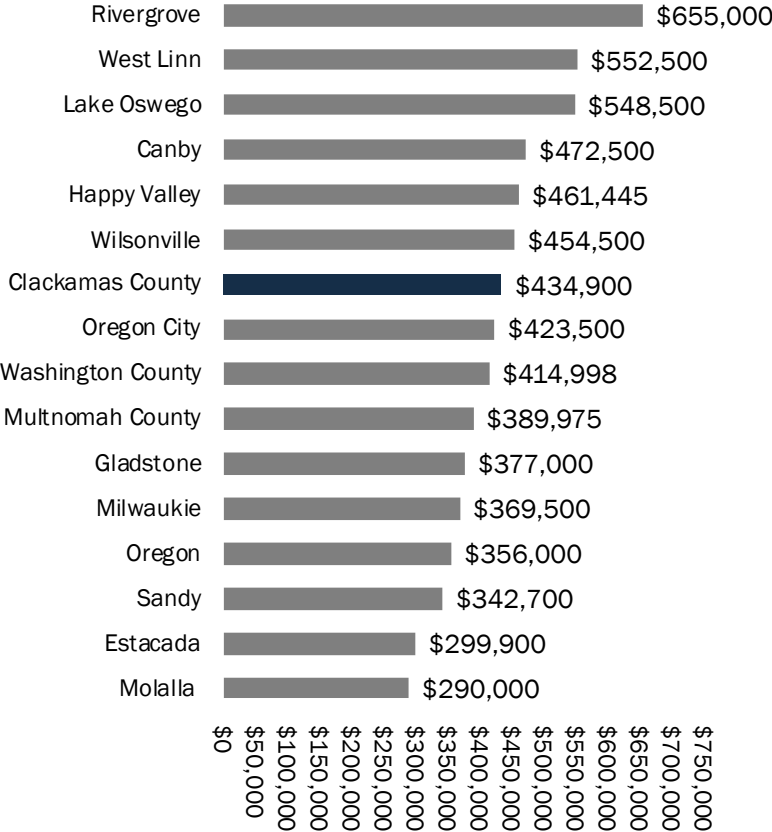 Rivergrove $655,000
West Linn $552,500
Lake Oswego $548,500
Canby $472,500
Happy Valley $461,445
Wilsonville $454,500
Clackamas County $434,900
Oregon City $423,500
Washington County $414,998
Multnomah County $389,975
Gladstone $377,000
Milwaukie $369,500
Oregon $356,000
Sandy $342,700
Estacada $299,900
Molalla $290,000
$0
$50,000
$100,000
$150,000
$200,000
$250,000
$300,000
$350,000
$400,000
$450,000
$500,000
$550,000
$600,000
$650,000
$700,000
$750,000